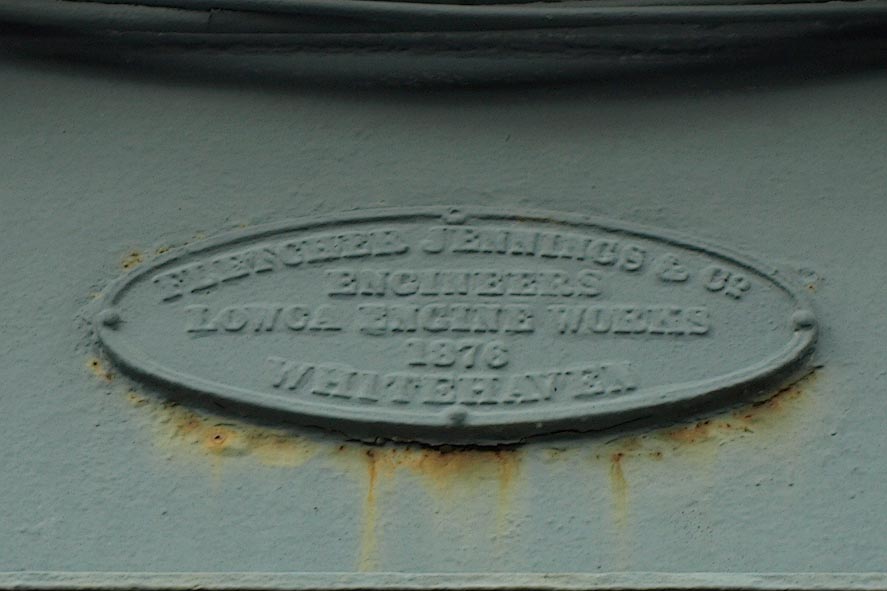 FLETCHER JENNINGS & Co
ENGINEERS
LOWCA ENGINE WORKS
1876
WHITEHAVEN